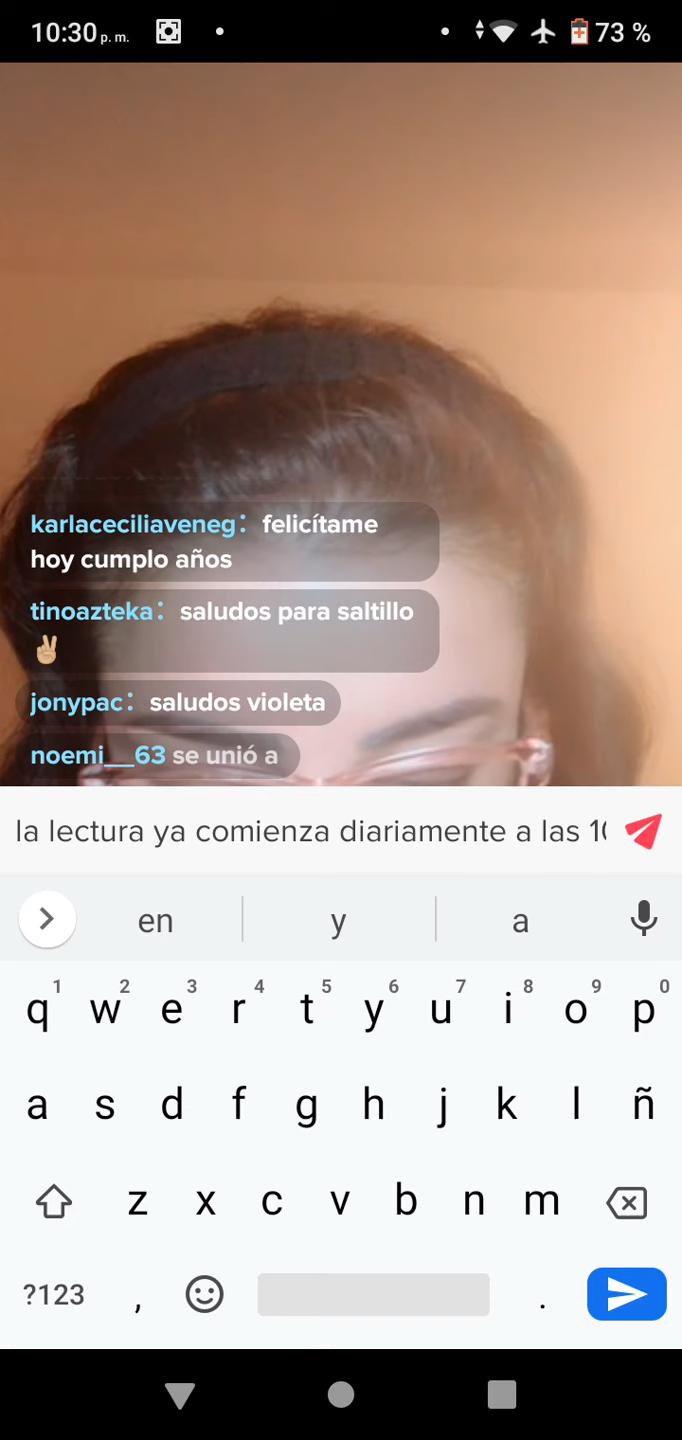 10:30 p. m. 73 %
karlaceciliaveneg: felicítame
hoy cumplo años
tinoazteka: saludos para saltillo
✌🏼
jonypac: saludos violeta
noemi__63 se unió a
la lectura ya comienza diariamente a las 10
en y a
1 2 3 4 5 6 7 8 9 0
q w e r t y u i o p
a s d f g h j k l ñ
z x c v b n m
?123 , .